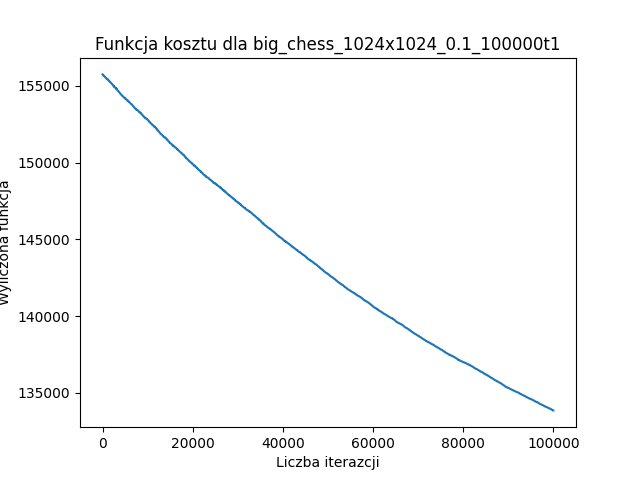 Funkcja kosztu dla big_chess_1024x1024_0.1_100000t1
155000
150000
145000
140000
135000
Wyliczona funkcja
0 20000 40000 60000 80000 100000
Liczba iterazcji